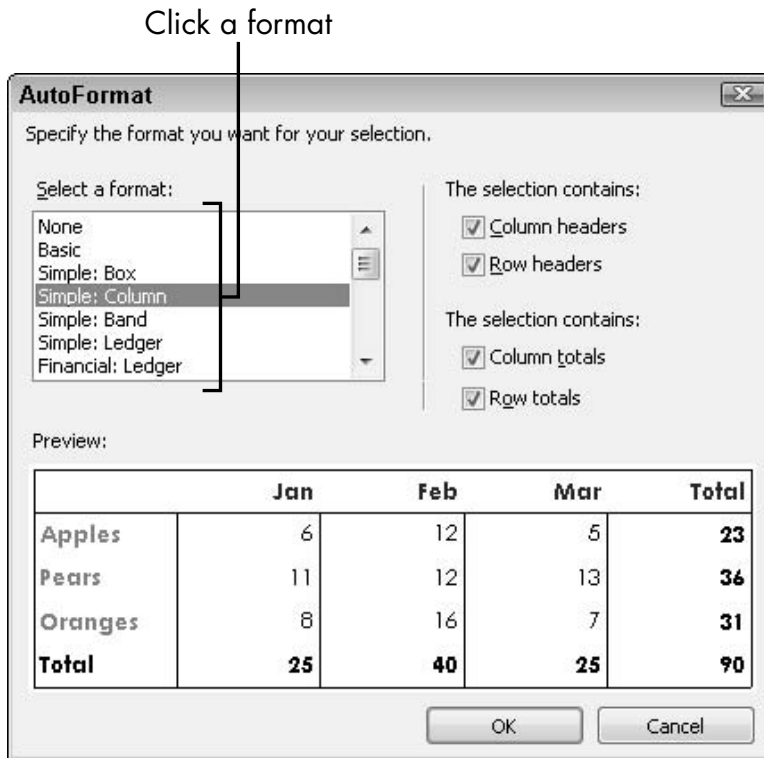 Click a format
AutoFormat
Specify the format you want for your selection.
Select a format:
None
Basic
Simple: Box
Simple: Column
Simple: Band
Simple: Ledger
Financial: Ledger
The selection contains:
Column headers
Row headers
The selection contains:
Column totals
Row totals
Preview:
Jan Feb Mar Total
Apples 6 12 5 23
Pears 11 12 13 36
Oranges 8 16 7 31
Total 25 40 25 90
OK Cancel